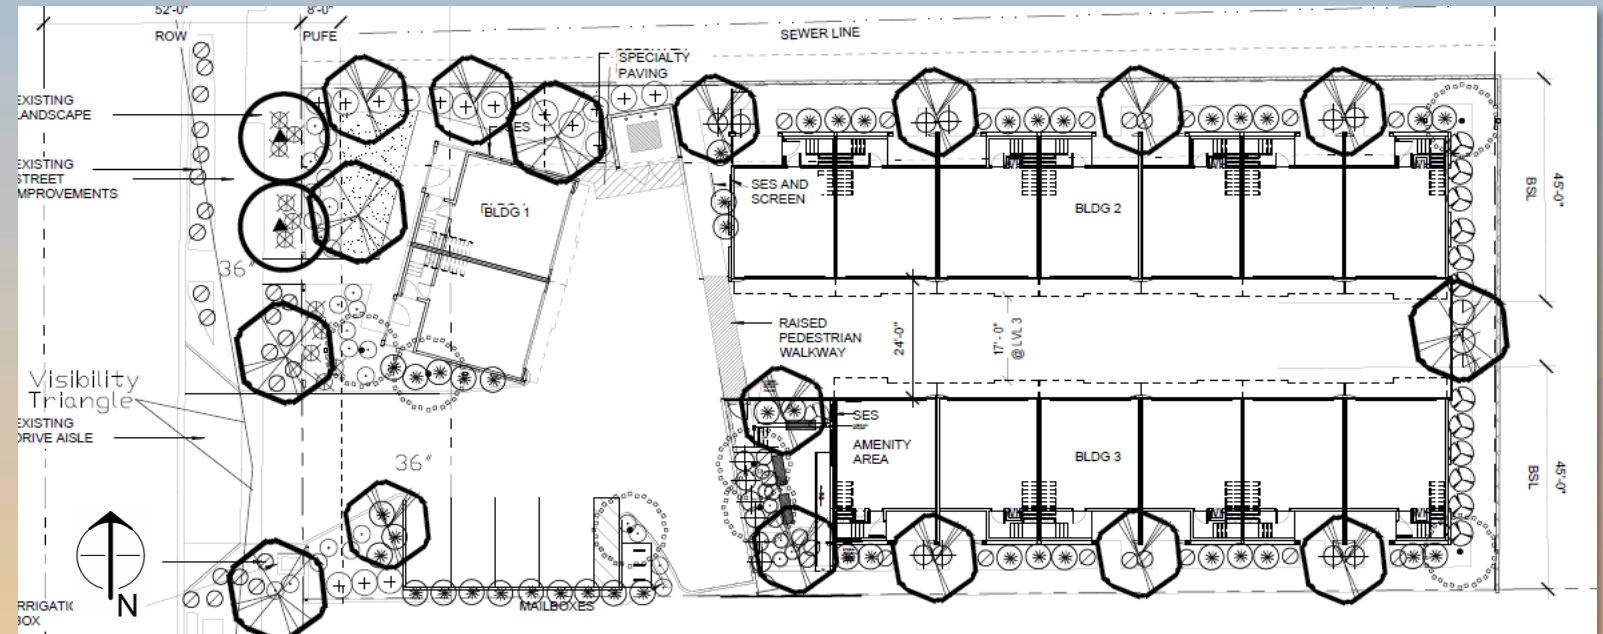 52'-0"
8'-0"
ROW
PUFE
SEWER LINE
SPECIALTY
PAVING
EXISTING
LANDSCAPE
SES
EXISTING
STREET
IMPROVEMENTS
SES AND
SCREEN
BLDG 1
BLDG 2
45'-0"
BSL
36"
RAISED
PEDESTRIAN
WALKWAY
24'-0"
17'-0"
@ LVL 3
Visibility
Triangle
EXISTING
DRIVE AISLE
SES
AMENITY
AREA
BLDG 3
36"
45'-0"
BSL
N
MAILBOXES
IRRIGATIO
BOX